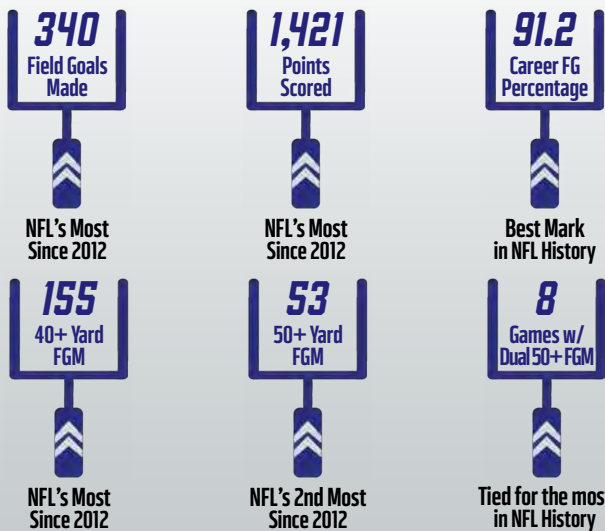 340
Field Goals
Made
NFL's Most
Since 2012
1,421
Points
Scored
NFL's Most
Since 2012
91.2
Career FG
Percentage
Best Mark
in NFL History
155
40+ Yard
FGM
NFL's Most
Since 2012
53
50+ Yard
FGM
NFL's 2nd Most
Since 2012
8
Games w/
Dual 50+ FGM
Tied for the most
in NFL History